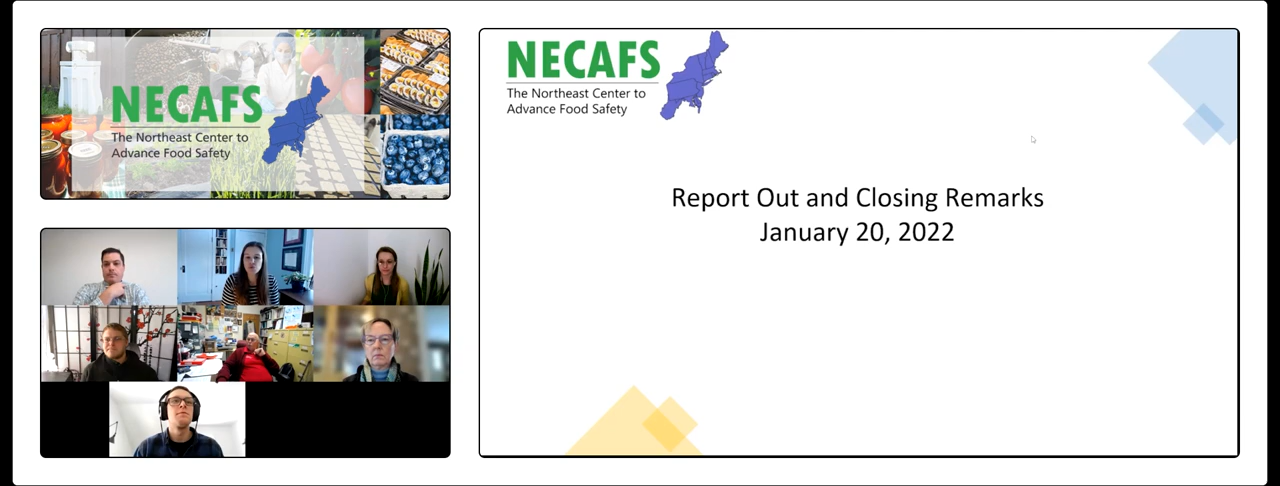 NECAFS
The Northeast Center to
Advance Food Safety
NECAFS
The Northeast Center to
Advance Food Safety
Report Out and Closing Remarks
January 20, 2022